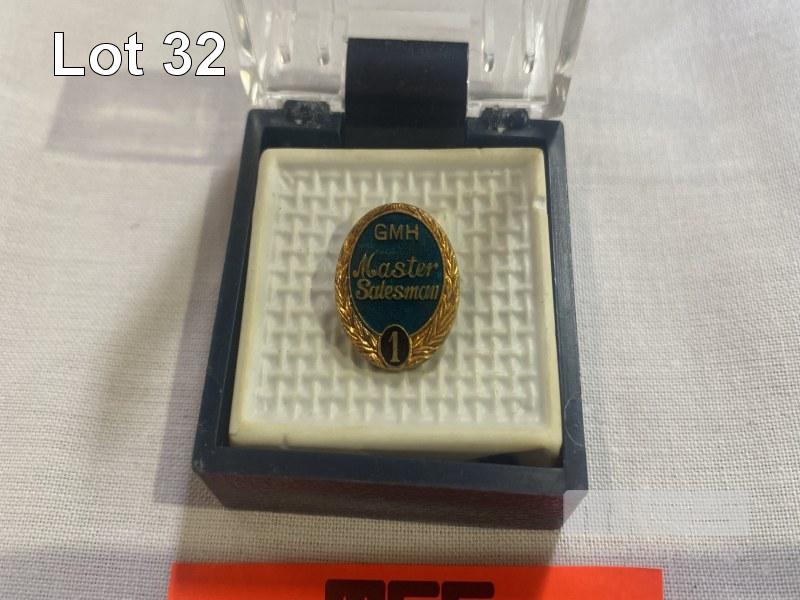 Lot 32
GMH
Master
Salesman
1